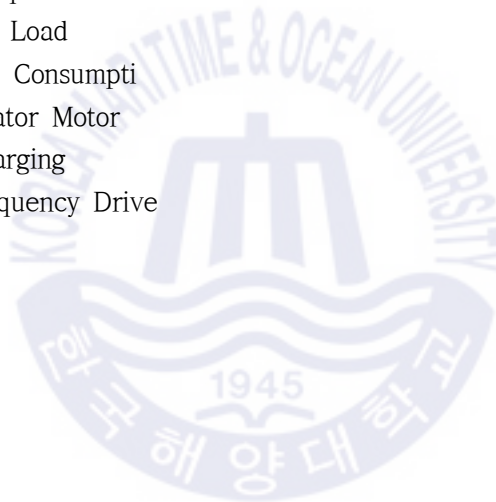 Load
Consumpti
ator Motor
arging
quency Drive
KOREA MARITIME & OCEAN UNIVERSITY
1945
한국해양대학교